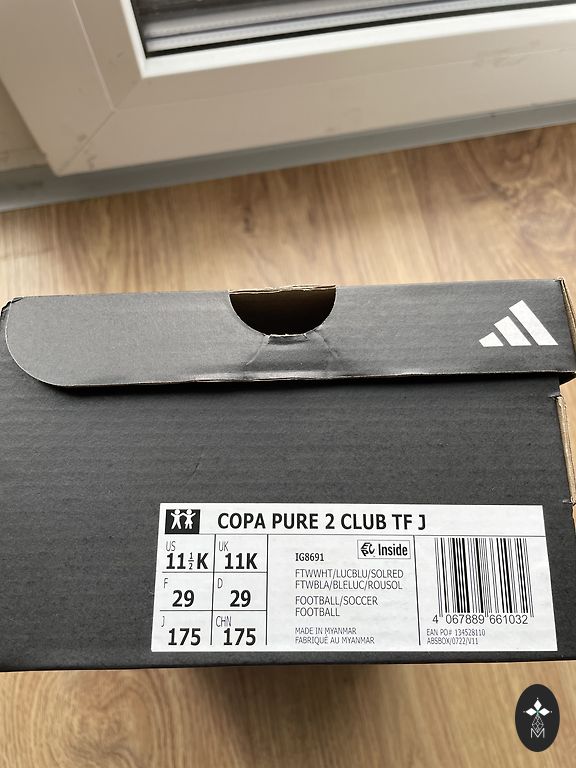 COPA PURE 2 CLUB TF J
US 11½K UK 11K
F 29 D 29
J 175 CHN 175
IG8691 Inside
FTWWHT/LUCBLU/SOLRED
FTWBLA/BLELUC/ROUSOL
FOOTBALL/SOCCER
FOOTBALL
MADE IN MYANMAR
FABRIQUÉ AU MYANMAR
4 067889 661032
EAN PO# 134528110
ABSBOX/0722/V11